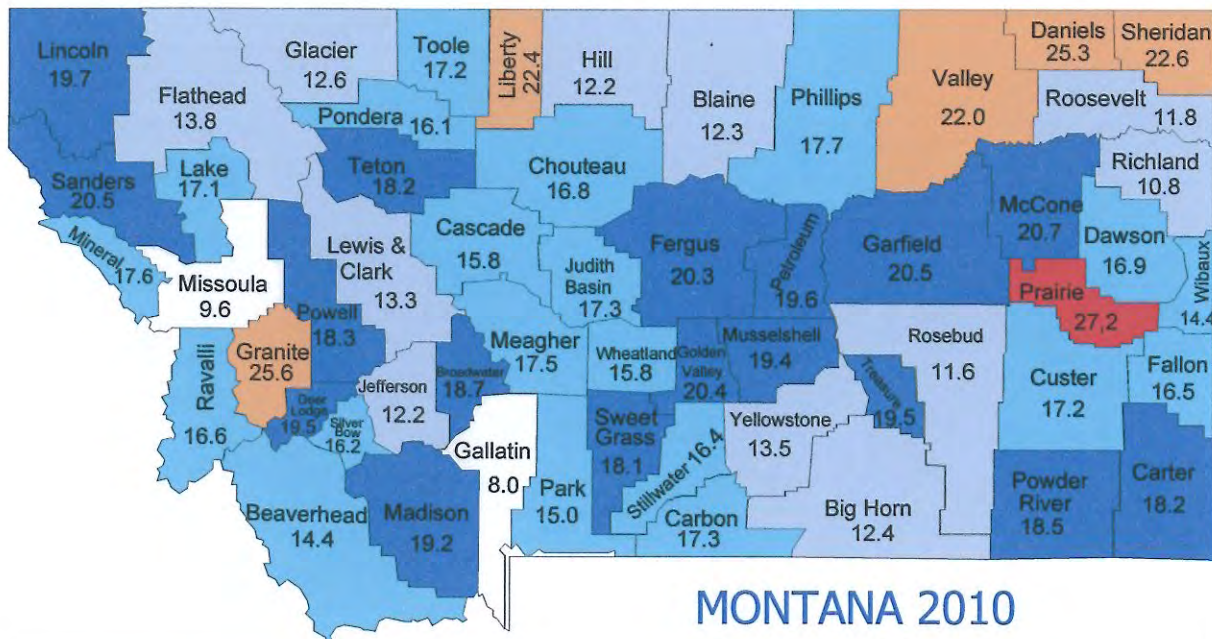 Lincoln
19.7
Flathead
13.8
Glacier
12.6
Toole
17.2
Liberty
22.4
Hill
12.2
Blaine
12.3
Phillips
17.7
Valley
22.0
Daniels
25.3
Sheridan
22.6
Roosevelt
11.8
Pondera
16.1
Teton
18.2
Chouteau
16.8
Richland
10.8
Sanders
20.5
Lake
17.1
Mineral
17.6
Missoula
9.6
Lewis &
Clark
13.3
Cascade
15.8
Judith
Basin
17.3
Fergus
20.3
Petroleum
19.6
Garfield
20.5
McCone
20.7
Dawson
16.9
Wibaux
14.4
Prairie
27,2
Powell
18.3
Granite
25.6
Ravalli
16.6
Deer
Lodge
19.5
Silver
Bow
16.2
Jefferson
12.2
Broadwater
18.7
Meagher
17.5
Wheatland
15.8
Golden
Valley
20.4
Musselshell
19.4
Rosebud
11.6
Treasure
19.5
Custer
17.2
Fallon
16.5
Gallatin
8.0
Park
15.0
Sweet
Grass
18.1
Stillwater 16.4
Yellowstone
13.5
Big Horn
12.4
Carbon
17.3
Powder
River
18.5
Carter
18.2
Beaverhead
14.4
Madison
19.2
MONTANA 2010